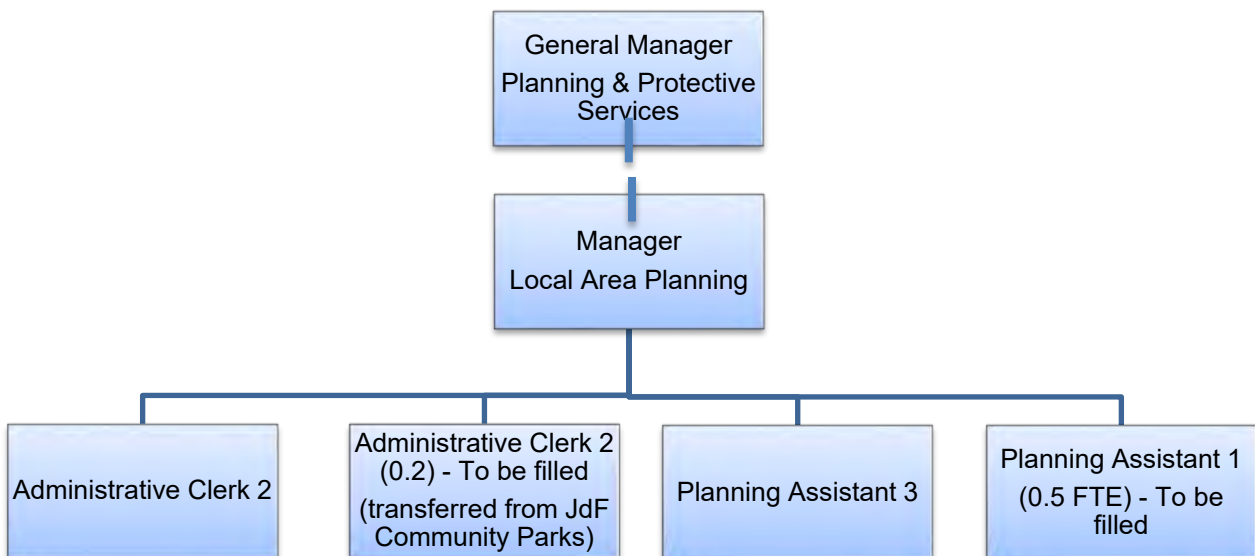 General Manager
Planning & Protective
Services
Manager
Local Area Planning
Administrative Clerk 2
Administrative Clerk 2
(0.2) - To be filled
(transferred from JdF
Community Parks)
Planning Assistant 3
Planning Assistant 1
(0.5 FTE) - To be
filled